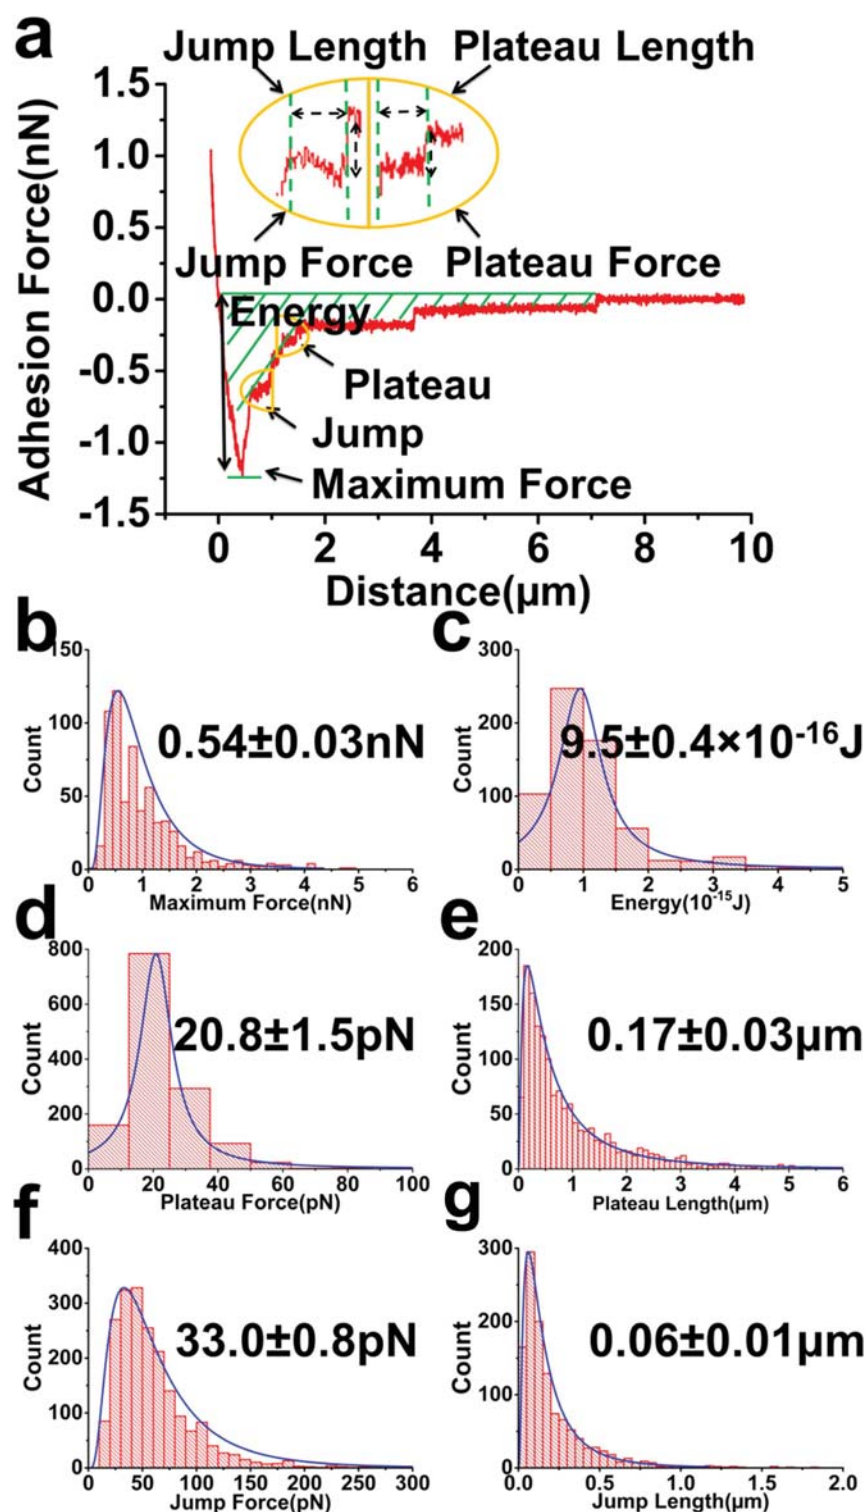 a
Jump Length Plateau Length
1.5
1.0
0.5
0.0
-0.5
-1.0
-1.5
Adhesion Force(nN)
Jump Force Plateau Force
Energy
Plateau
Jump
Maximum Force
0 2 4 6 8 10
Distance(µm)
b
150
100
50
0
Count
0.54±0.03nN
0 1 2 3 4 5 6
Maximum Force(nN)
c
300
200
100
0
Count
9.5±0.4×10⁻¹⁶J
0 1 2 3 4 5
Energy(10⁻¹⁵J)
d
800
600
400
200
0
Count
20.8±1.5pN
0 20 40 60 80 100
Plateau Force(pN)
e
200
150
100
50
0
Count
0.17±0.03µm
0 1 2 3 4 5 6
Plateau Length(µm)
f
400
300
200
100
0
Count
33.0±0.8pN
0 50 100 150 200 250 300
Jump Force(pN)
g
300
200
100
0
Count
0.06±0.01µm
0.0 0.5 1.0 1.5 2.0
Jump Length(µm)